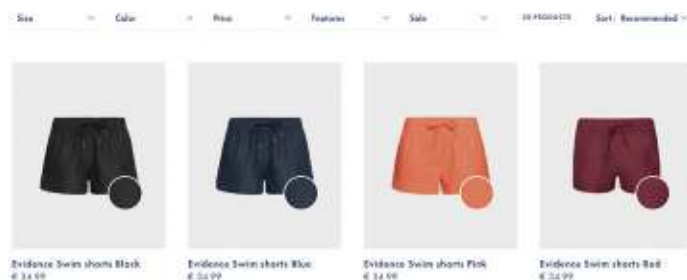 Size Color Price Features Sale PRODUCTS Sort: Recommended
Evidence Swim shorts Black Evidence Swim shorts Blue Evidence Swim shorts Pink Evidence Swim shorts Red
€ 34.99 € 34.99 € 34.99 € 34.99